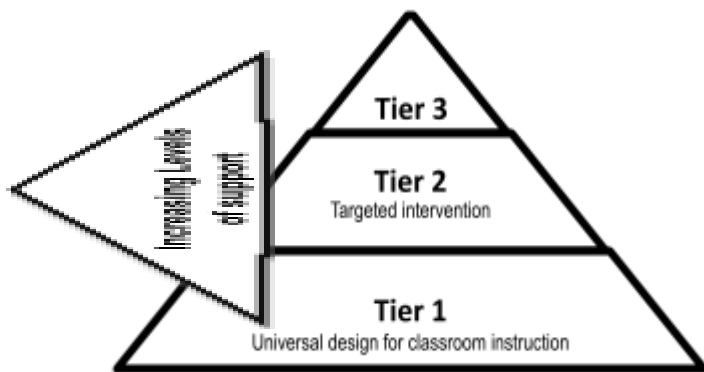 Increasing Levels
of support
Tier 3
Tier 2
Targeted intervention
Tier 1
Universal design for classroom instruction